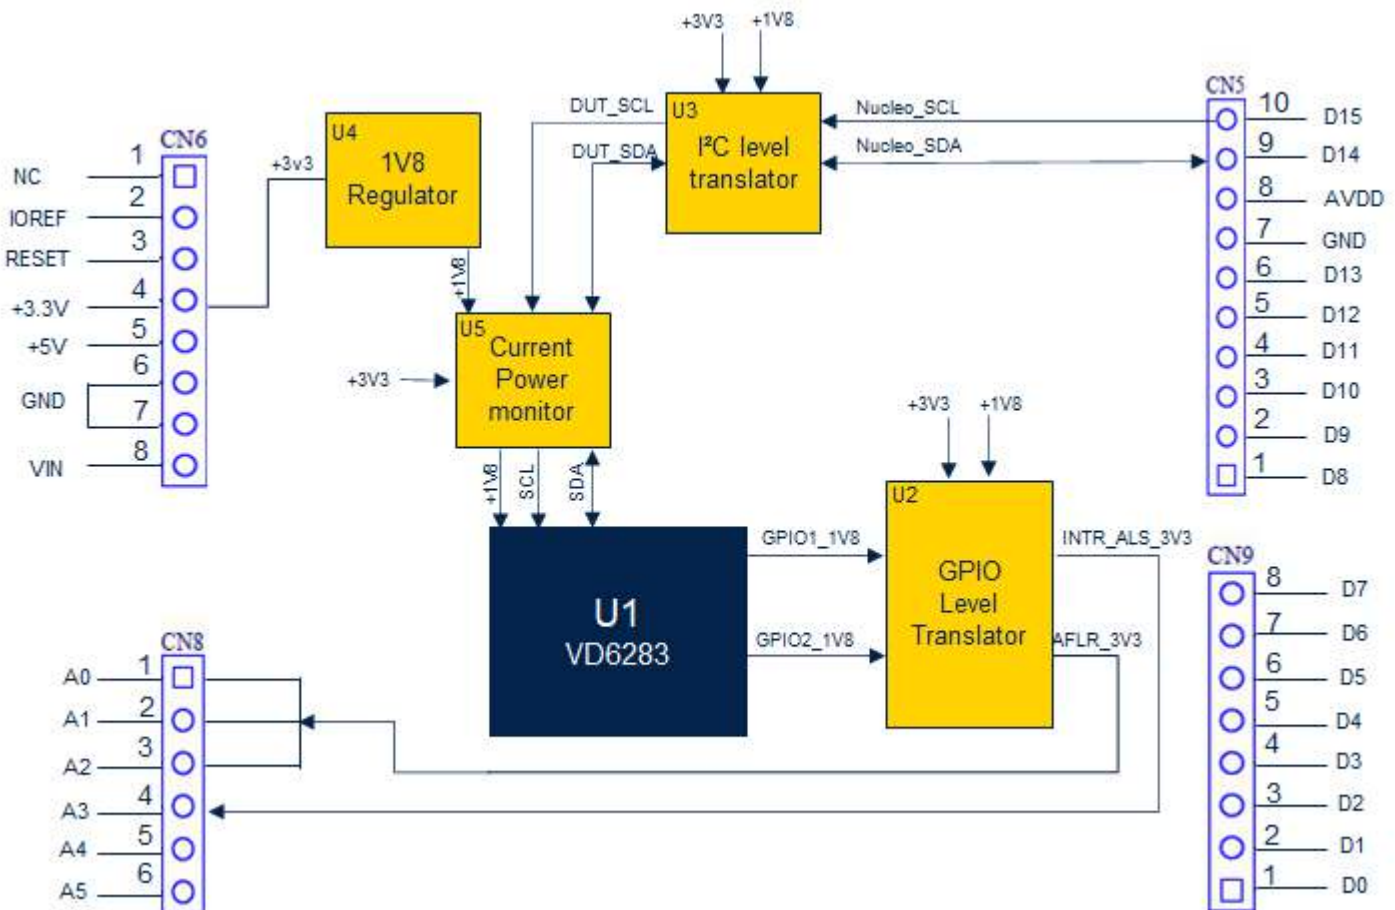 +3V3
+1V8
CN5
10
D15
9
D14
8
AVDD
7
GND
6
D13
5
D12
4
D11
3
D10
2
D9
1
D8
CN6
1
NC
2
IOREF
3
RESET
4
+3.3V
5
+5V
6
GND
7
8
VIN
+3v3
U4
1V8
Regulator
+1V8
DUT_SCL
DUT_SDA
U3
I²C level
translator
Nucleo_SCL
Nucleo_SDA
U5
Current
Power
monitor
+3V3
+1V8
SCL
SDA
U1
VD6283
GPIO1_1V8
GPIO2_1V8
+3V3
+1V8
U2
GPIO
Level
Translator
INTR_ALS_3V3
AFLR_3V3
CN8
1
A0
2
A1
3
A2
4
A3
5
A4
6
A5
CN9
8
D7
7
D6
6
D5
5
D4
4
D3
3
D2
2
D1
1
D0